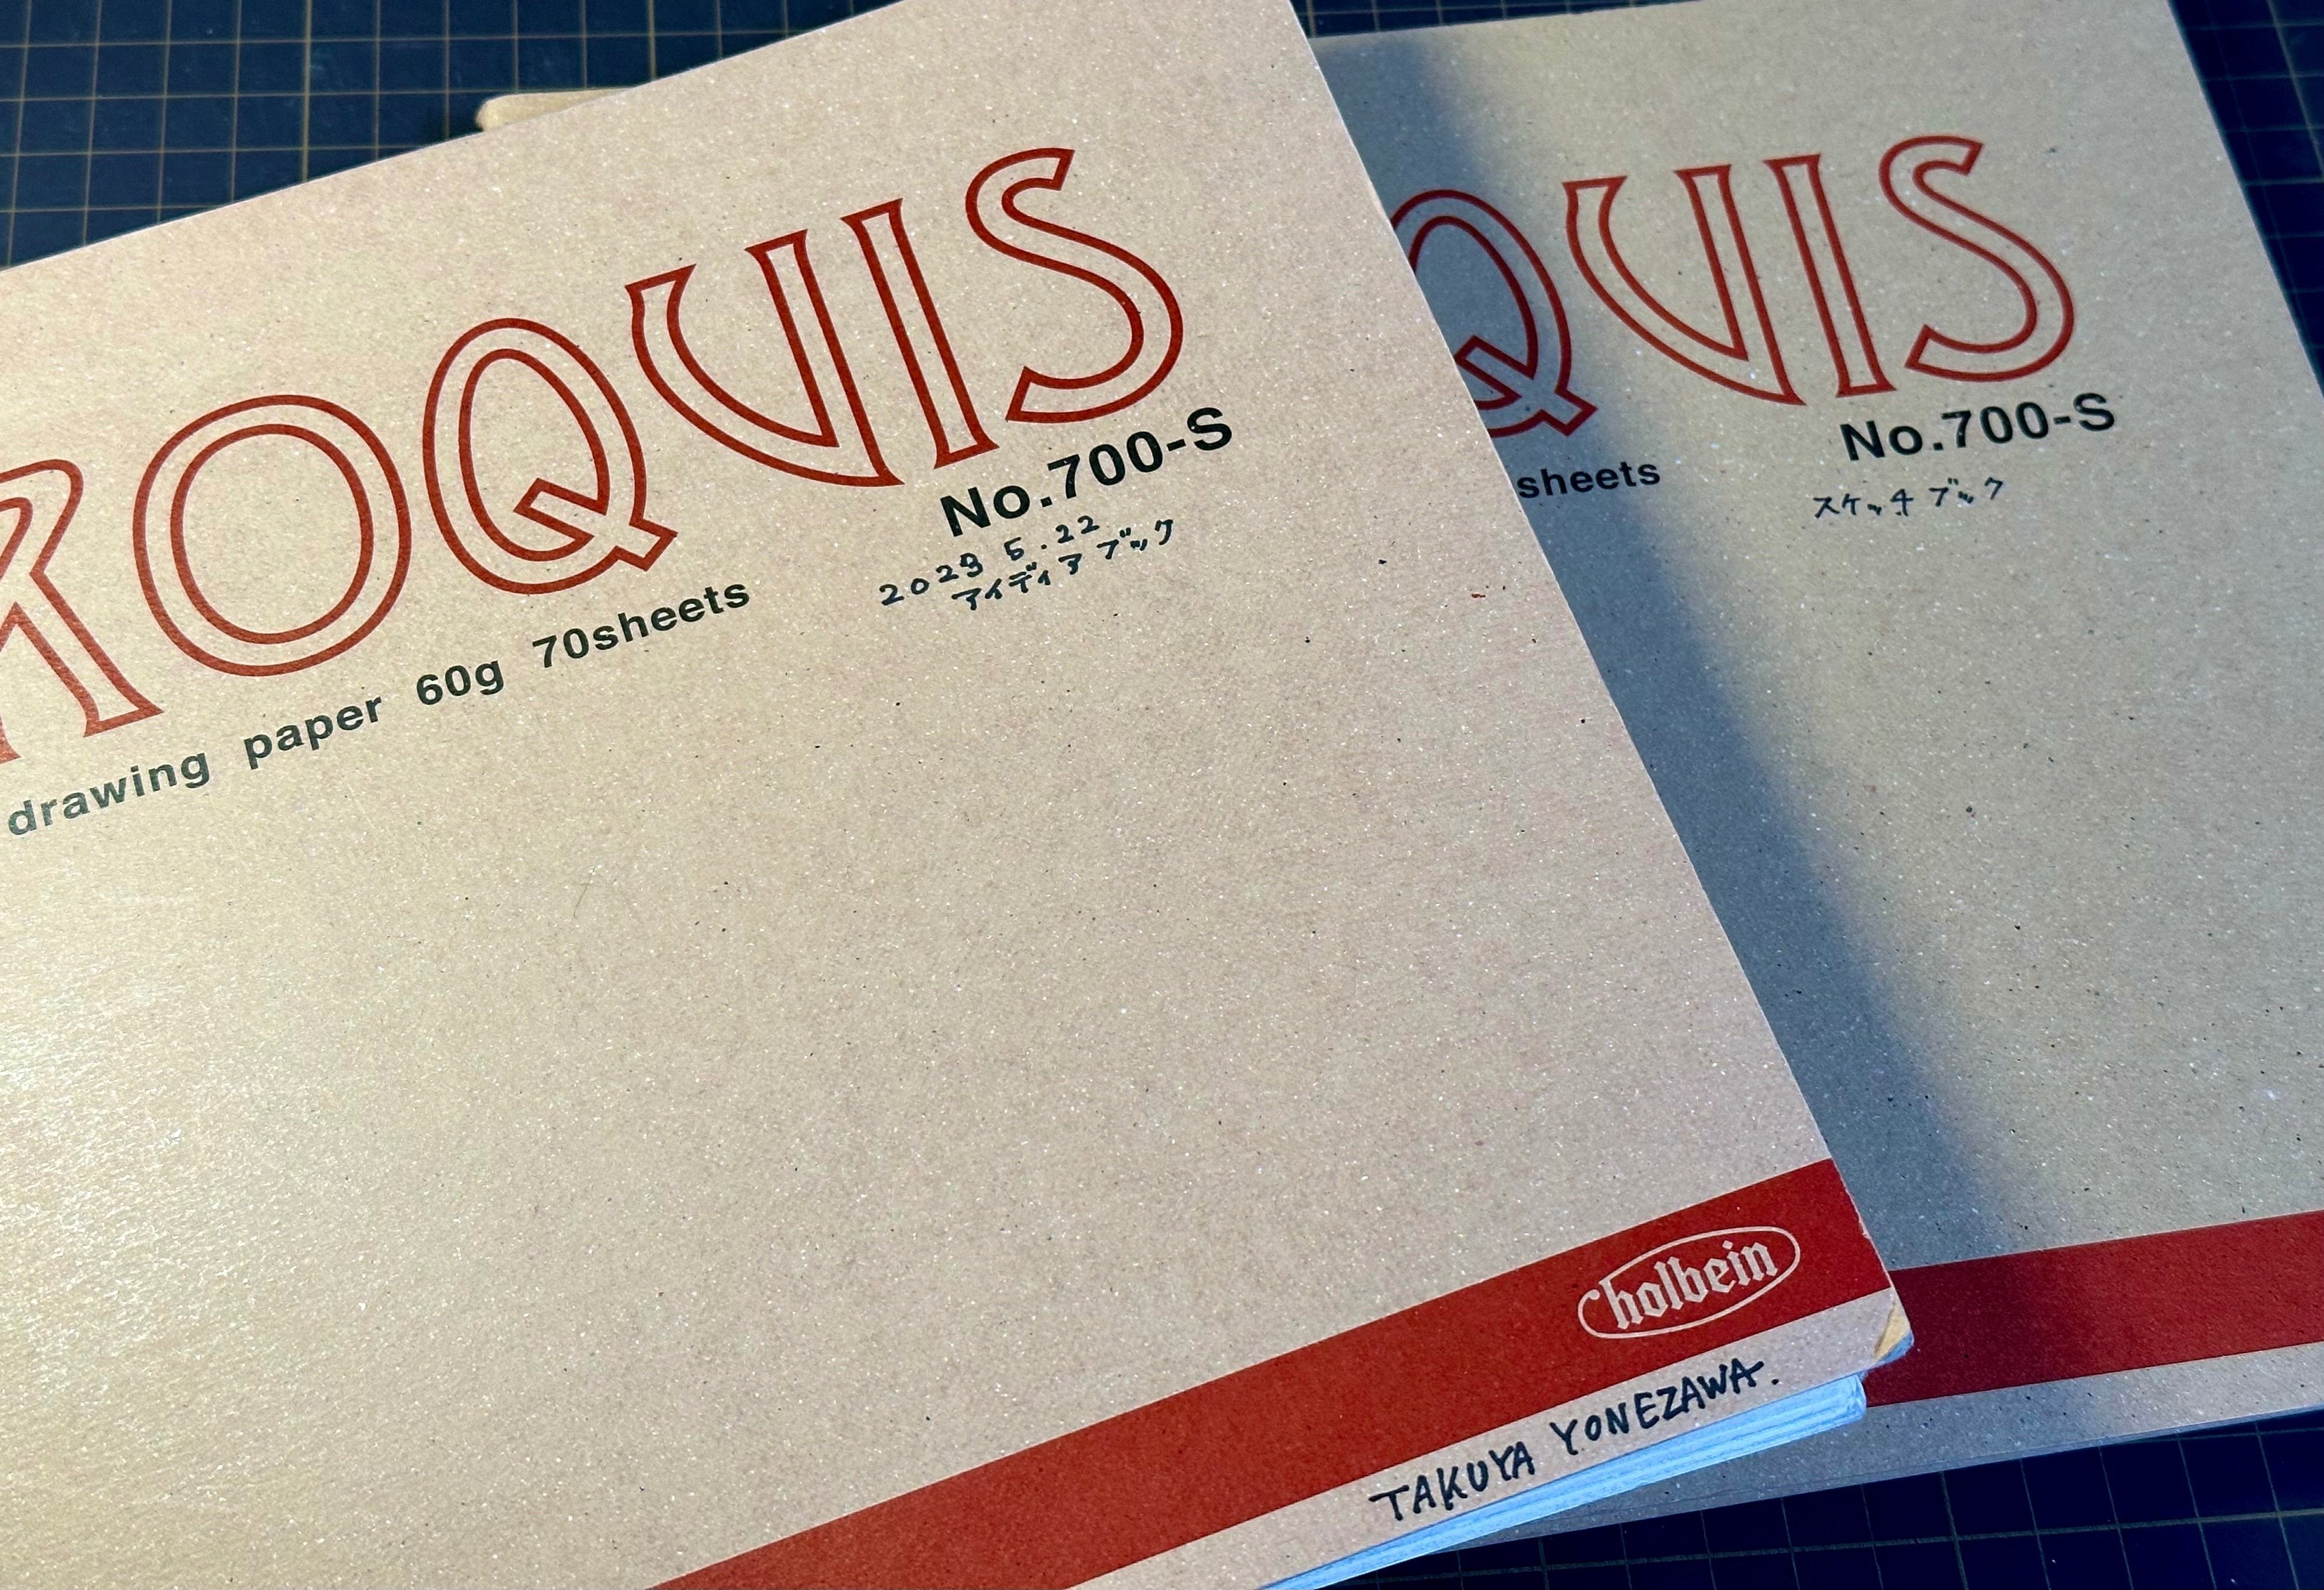 ROQUIS
No.700-S
drawing paper 60g 70sheets
2023 5.22
アイディアブック
holbein
TAKUYA YONEZAWA.
QUIS
No.700-S
sheets
スケッチブック